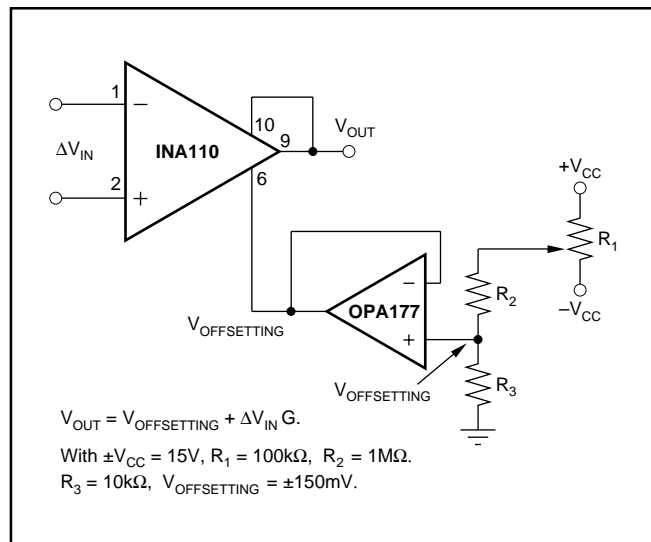 1
−
ΔV_IN
INA110
10
9
V_OUT
6
2
+
+V_CC
R_1
−V_CC
−
R_2
OPA177
+
V_OFFSETTING
V_OFFSETTING
R_3
V_OUT = V_OFFSETTING + ΔV_IN G.
With ±V_CC = 15V, R_1 = 100kΩ, R_2 = 1MΩ.
R_3 = 10kΩ, V_OFFSETTING = ±150mV.